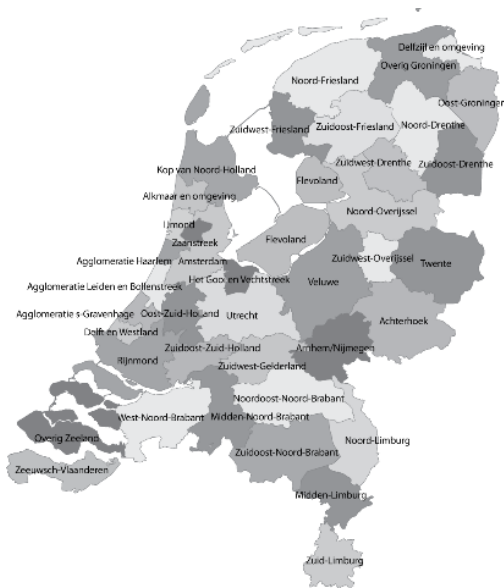 Delfzijl en omgeving
Overig Groningen
Noord-Friesland
Oost-Groningen
Zuidwest-Friesland
Zuidoost-Friesland
Noord-Drenthe
Zuidwest-Drenthe
Zuidoost-Drenthe
Kop van Noord-Holland
Flevoland
Alkmaar en omgeving
Noord-Overijssel
IJmond
Zaanstreek
Flevoland
Zuidwest-Overijssel
Twente
Agglomeratie Haarlem
Amsterdam
Het Gooi en Vechtstreek
Veluwe
Agglomeratie Leiden en Bollenstreek
Agglomeratie s-Gravenhage
Oost-Zuid-Holland
Utrecht
Achterhoek
Delft en Westland
Zuidoost-Zuid-Holland
Arnhem/Nijmegen
Rijnmond
Zuidwest-Gelderland
Noordoost-Noord-Brabant
West-Noord-Brabant
Midden-Noord-Brabant
Overig Zeeland
Noord-Limburg
Zuidoost-Noord-Brabant
Zeeuwsch-Vlaanderen
Midden-Limburg
Zuid-Limburg